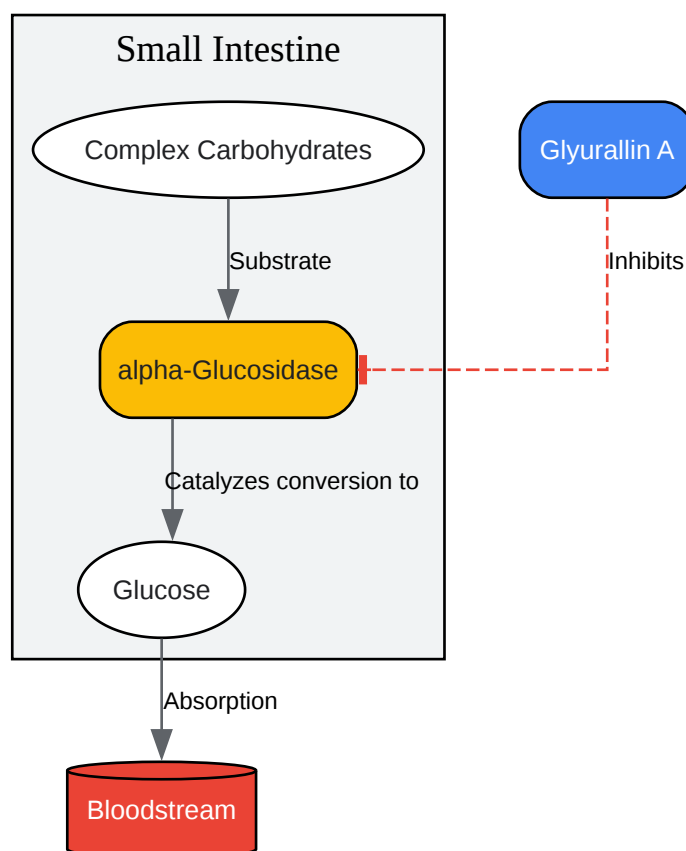 Small Intestine
Complex Carbohydrates
Glyurallin A
Substrate
Inhibits
alpha-Glucosidase
Catalyzes conversion to
Glucose
Absorption
Bloodstream